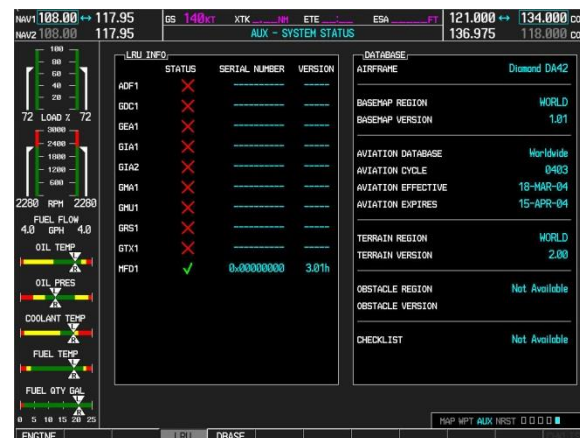 NAV1 108.00 ↔ 117.95 GS 140KT XTK __.__NM ETE __:__ ESA _____FT 121.000 ↔ 134.000 CO
NAV2 108.00 117.95 AUX - SYSTEM STATUS 136.975 118.000 CO
100
80
60
40
20
72 LOAD % 72
3000
2400
1800
1200
600
2280 RPM 2280
FUEL FLOW
4.0 GPH 4.0
OIL TEMP
L
R
OIL PRES
L
R
COOLANT TEMP
L
R
FUEL TEMP
L
R
FUEL QTY GAL
L
R
0 5 10 15 20 25
LRU INFO
STATUS SERIAL NUMBER VERSION
ADF1 ---------- -----
GDC1 ---------- -----
GEA1 ---------- -----
GIA1 ---------- -----
GIA2 ---------- -----
GMA1 ---------- -----
GMU1 ---------- -----
GRS1 ---------- -----
GTX1 ---------- -----
MFD1 0x00000000 3.01h
DATABASE
AIRFRAME Diamond DA42
BASEMAP REGION WORLD
BASEMAP VERSION 1.01
AVIATION DATABASE Worldwide
AVIATION CYCLE 0403
AVIATION EFFECTIVE 18-MAR-04
AVIATION EXPIRES 15-APR-04
TERRAIN REGION WORLD
TERRAIN VERSION 2.00
OBSTACLE REGION Not Available
OBSTACLE VERSION
CHECKLIST Not Available
MAP WPT AUX NRST
ENGINE LRU DBASE